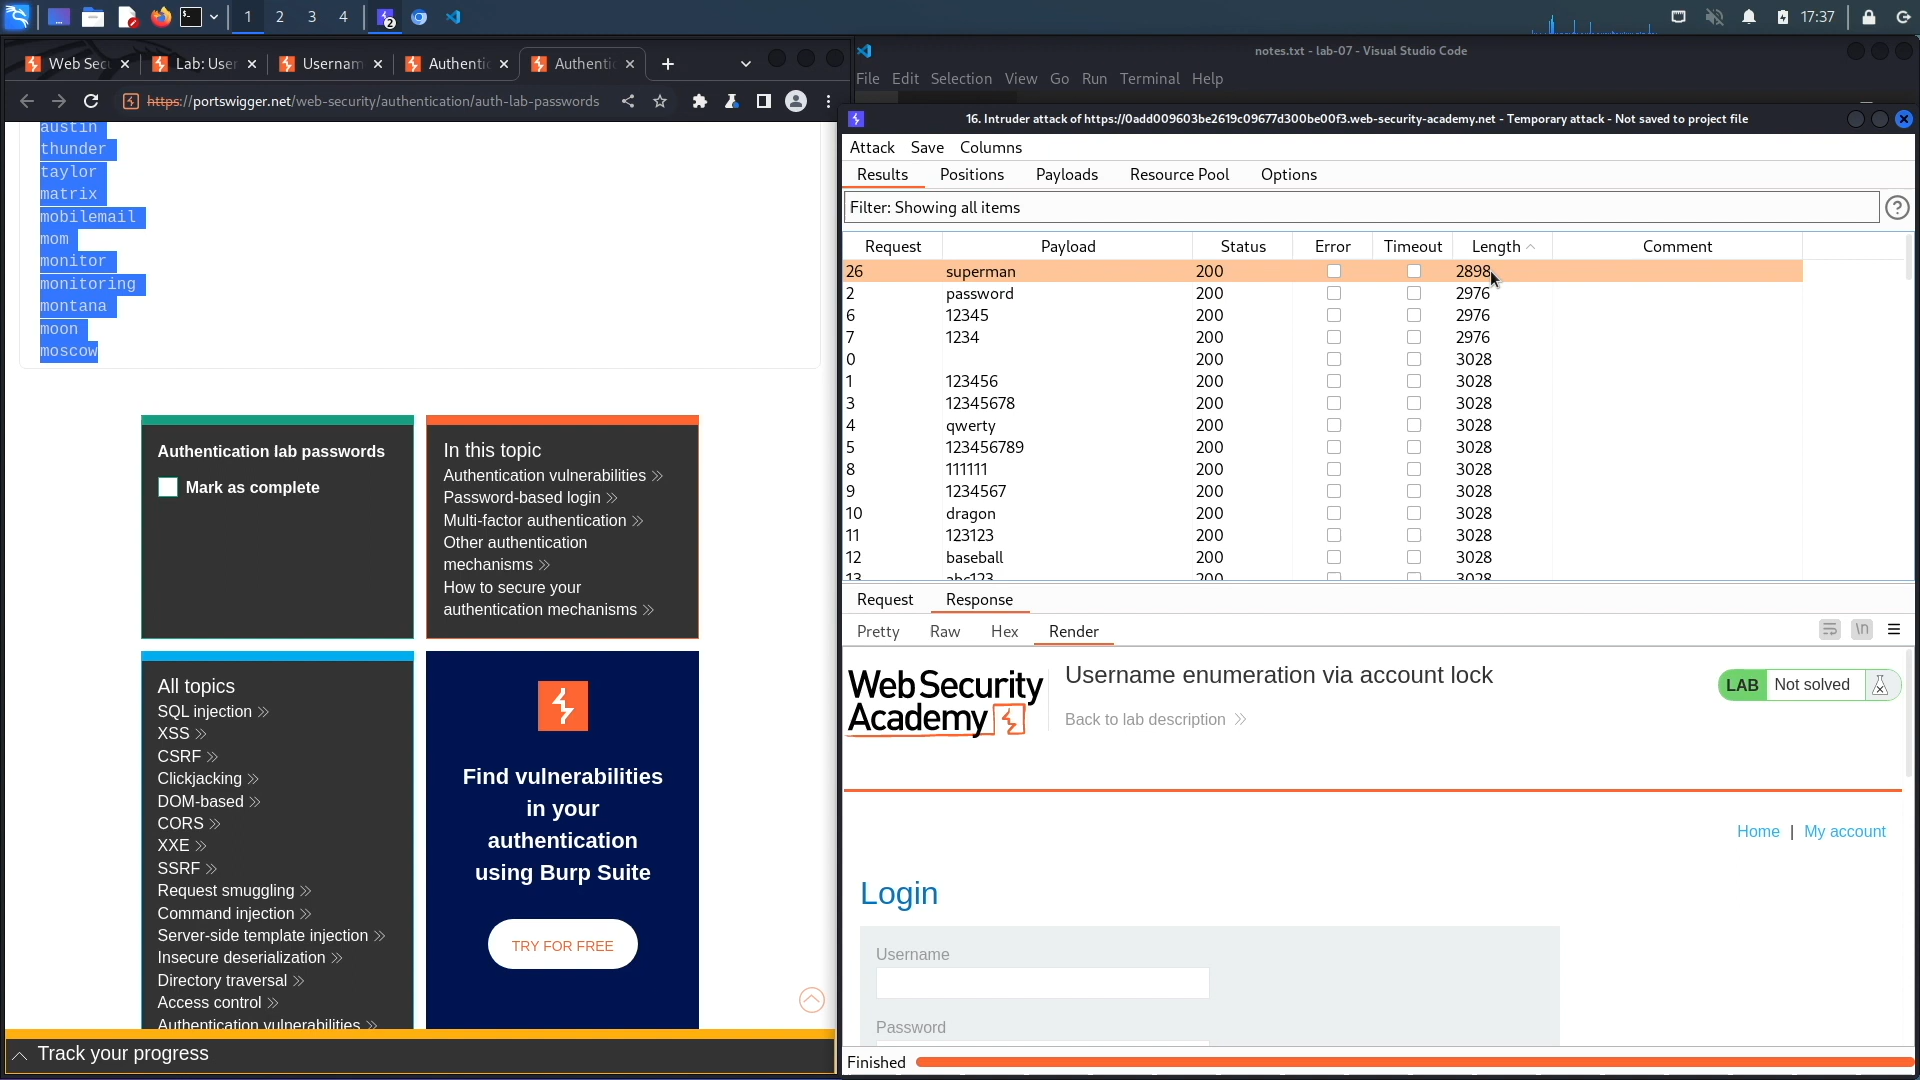 1 2 3 4 2 17:37
Web Sec Lab: User Usernam Authentic Authentic
https://portswigger.net/web-security/authentication/auth-lab-passwords
austin
thunder
taylor
matrix
mobilemail
mom
monitor
monitoring
montana
moon
moscow
Authentication lab passwords
Mark as complete
In this topic
Authentication vulnerabilities
Password-based login
Multi-factor authentication
Other authentication
mechanisms
How to secure your
authentication mechanisms
All topics
SQL injection
XSS
CSRF
Clickjacking
DOM-based
CORS
XXE
SSRF
Request smuggling
Command injection
Server-side template injection
Insecure deserialization
Directory traversal
Access control
Authentication vulnerabilities
Find vulnerabilities
in your
authentication
using Burp Suite
TRY FOR FREE
Track your progress
notes.txt - lab-07 - Visual Studio Code
File Edit Selection View Go Run Terminal Help
16. Intruder attack of https://0add009603be2619c09677d300be00f3.web-security-academy.net - Temporary attack - Not saved to project file
Attack Save Columns
Results Positions Payloads Resource Pool Options
Filter: Showing all items
Request Payload Status Error Timeout Length Comment
26 superman 200 2898
2 password 200 2976
6 12345 200 2976
7 1234 200 2976
0 200 3028
1 123456 200 3028
3 12345678 200 3028
4 qwerty 200 3028
5 123456789 200 3028
8 111111 200 3028
9 1234567 200 3028
10 dragon 200 3028
11 123123 200 3028
12 baseball 200 3028
13 abc123 200 3028
Request Response
Pretty Raw Hex Render \n
WebSecurity
Academy
Username enumeration via account lock
Back to lab description
LAB Not solved
Home | My account
Login
Username
Password
Finished